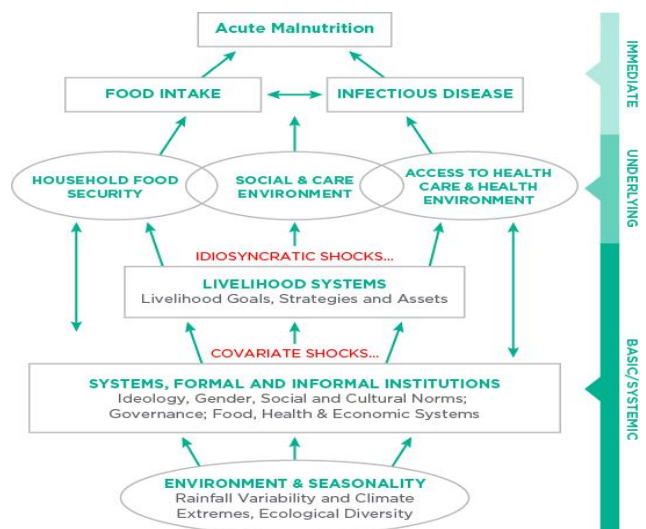 Acute Malnutrition
FOOD INTAKE
INFECTIOUS DISEASE
HOUSEHOLD FOOD
SECURITY
SOCIAL & CARE
ENVIRONMENT
ACCESS TO HEALTH
CARE & HEALTH
ENVIRONMENT
IDIOSYNCRATIC SHOCKS...
LIVELIHOOD SYSTEMS
Livelihood Goals, Strategies and Assets
COVARIATE SHOCKS...
SYSTEMS, FORMAL AND INFORMAL INSTITUTIONS
Ideology, Gender, Social and Cultural Norms;
Governance; Food, Health & Economic Systems
ENVIRONMENT & SEASONALITY
Rainfall Variability and Climate
Extremes, Ecological Diversity
IMMEDIATE
UNDERLYING
BASIC/SYSTEMIC